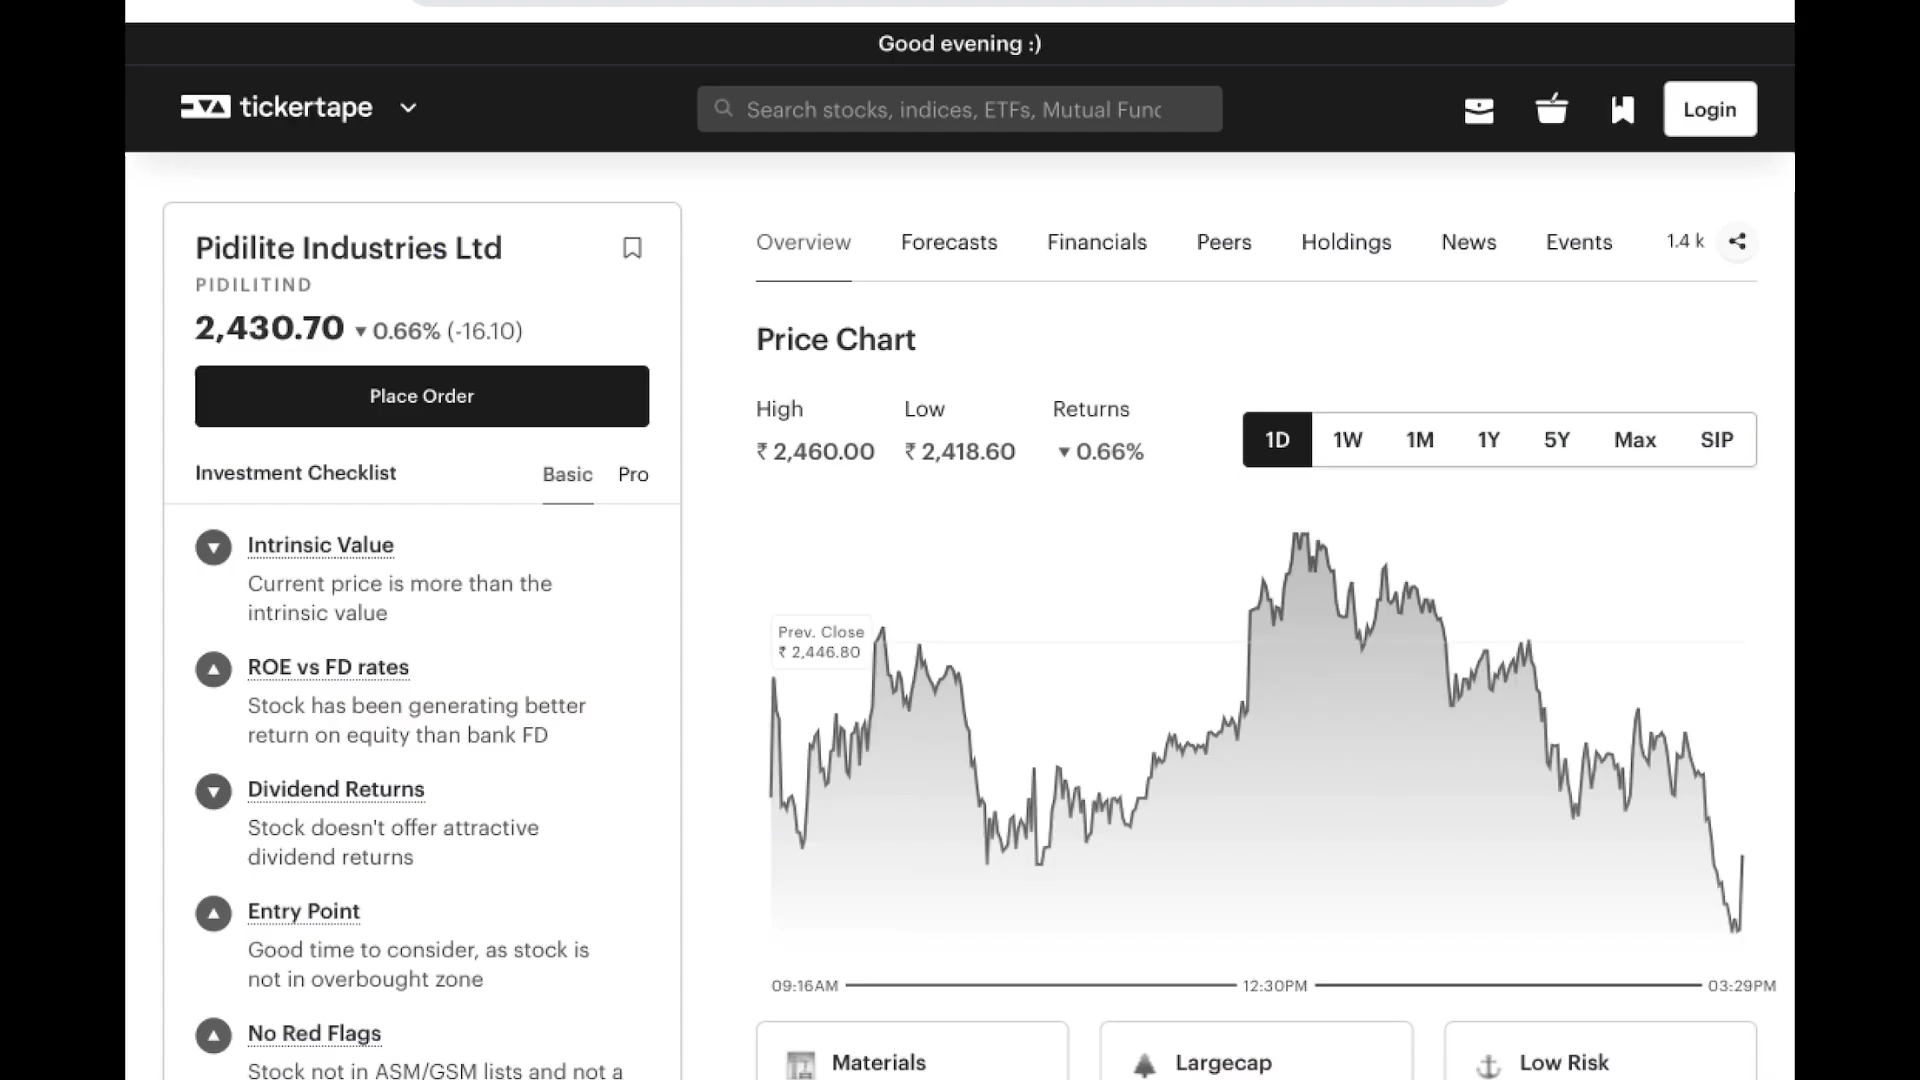 Good evening :)
tickertape
Search stocks, indices, ETFs, Mutual Func
Login
Pidilite Industries Ltd
PIDILITIND
2,430.70 ▼ 0.66% (-16.10)
Place Order
Investment Checklist Basic Pro
Intrinsic Value
Current price is more than the
intrinsic value
ROE vs FD rates
Stock has been generating better
return on equity than bank FD
Dividend Returns
Stock doesn't offer attractive
dividend returns
Entry Point
Good time to consider, as stock is
not in overbought zone
No Red Flags
Stock not in ASM/GSM lists and not a
Overview Forecasts Financials Peers Holdings News Events 1.4 k
Price Chart
High Low Returns
₹ 2,460.00 ₹ 2,418.60 ▼ 0.66%
1D 1W 1M 1Y 5Y Max SIP
Prev. Close
₹ 2,446.80
09:16AM 12:30PM 03:29PM
Materials Largecap Low Risk